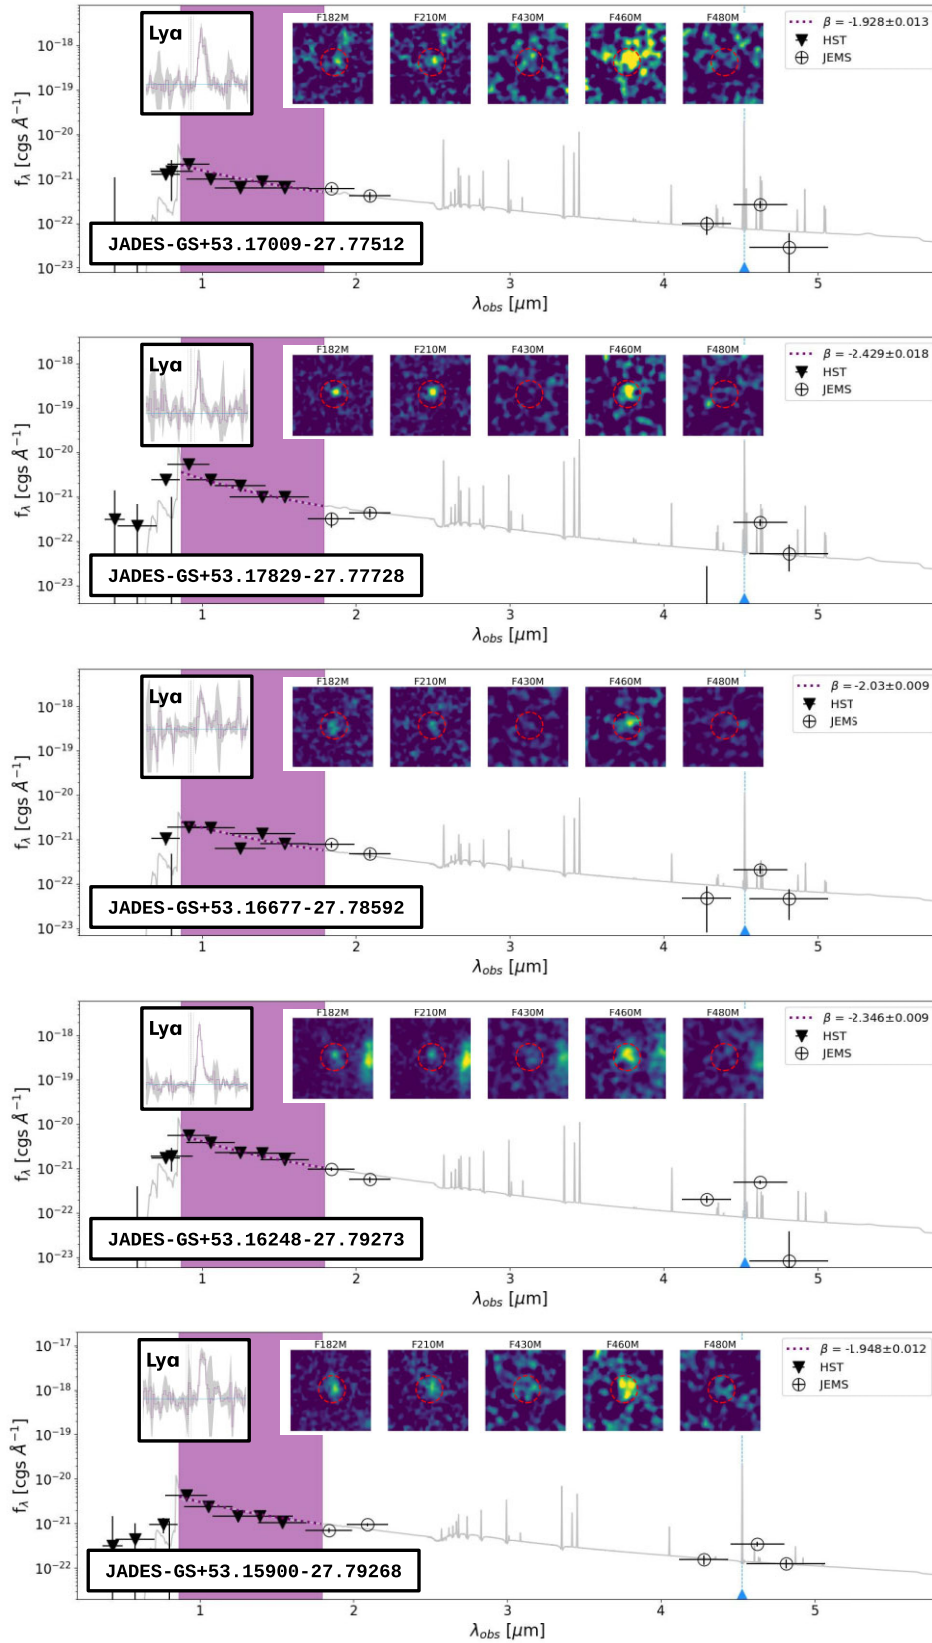 F182M F210M F430M F460M F480M
Lyα
β = -1.928±0.013
HST
JEMS
10⁻¹⁸
10⁻¹⁹
10⁻²⁰
10⁻²¹
10⁻²²
10⁻²³
f_λ [cgs Å⁻¹]
JADES-GS+53.17009-27.77512
1 2 3 4 5
λ_obs [μm]
F182M F210M F430M F460M F480M
Lyα
β = -2.429±0.018
HST
JEMS
10⁻¹⁸
10⁻¹⁹
10⁻²⁰
10⁻²¹
10⁻²²
10⁻²³
f_λ [cgs Å⁻¹]
JADES-GS+53.17829-27.77728
1 2 3 4 5
λ_obs [μm]
F182M F210M F430M F460M F480M
Lyα
β = -2.03±0.009
HST
JEMS
10⁻¹⁸
10⁻¹⁹
10⁻²⁰
10⁻²¹
10⁻²²
10⁻²³
f_λ [cgs Å⁻¹]
JADES-GS+53.16677-27.78592
1 2 3 4 5
λ_obs [μm]
F182M F210M F430M F460M F480M
Lyα
β = -2.346±0.009
HST
JEMS
10⁻¹⁸
10⁻¹⁹
10⁻²⁰
10⁻²¹
10⁻²²
10⁻²³
f_λ [cgs Å⁻¹]
JADES-GS+53.16248-27.79273
1 2 3 4 5
λ_obs [μm]
F182M F210M F430M F460M F480M
Lyα
β = -1.948±0.012
HST
JEMS
10⁻¹⁷
10⁻¹⁸
10⁻¹⁹
10⁻²⁰
10⁻²¹
10⁻²²
f_λ [cgs Å⁻¹]
JADES-GS+53.15900-27.79268
1 2 3 4 5
λ_obs [μm]